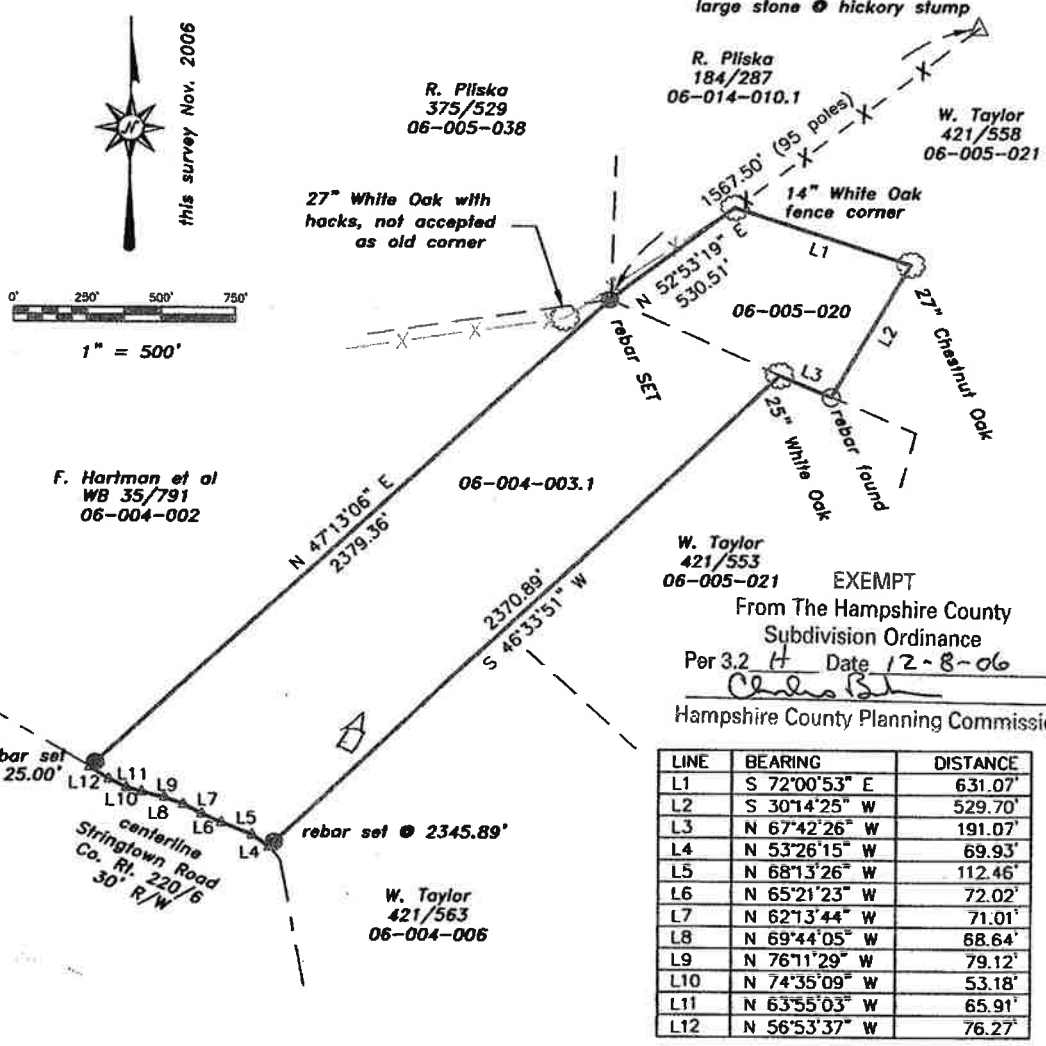 large stone @ hickory stump
this survey Nov. 2006
N
R. Pliska
375/529
06-005-038
R. Pliska
184/287
06-014-010.1
W. Taylor
421/558
06-005-021
27" White Oak with
hacks, not accepted
as old corner
1567.50' (95 poles)
14" White Oak
fence corner
L1
0' 250' 500' 750'
1" = 500'
N 52°53'19" E
530.51'
06-005-020
27" Chestnut Oak
rebar SET
L2
L3
25" White Oak
rebar found
F. Hartman et al
WB 35/791
06-004-002
N 47°13'06" E
2379.36'
06-004-003.1
2370.89'
S 46°33'51" W
W. Taylor
421/553
06-005-021
EXEMPT
From The Hampshire County
Subdivision Ordinance
Per 3.2 H Date 12-8-06
Hampshire County Planning Commissi
bar set
25.00'
L12
L11
L10
L9
L8
L7
L6
L5
L4
rebar set @ 2345.89'
centerline
Stringtown Road
Co. Rt. 220/6
30' R/W
W. Taylor
421/563
06-004-006
LINE BEARING DISTANCE
L1 S 72°00'53" E 631.07'
L2 S 30°14'25" W 529.70'
L3 N 67°42'26" W 191.07'
L4 N 53°26'15" W 69.93'
L5 N 68°13'26" W 112.46'
L6 N 65°21'23" W 72.02'
L7 N 62°13'44" W 71.01'
L8 N 69°44'05" W 68.64'
L9 N 76°11'29" W 79.12'
L10 N 74°35'09" W 53.18'
L11 N 63°55'03" W 65.91'
L12 N 56°53'37" W 76.27'